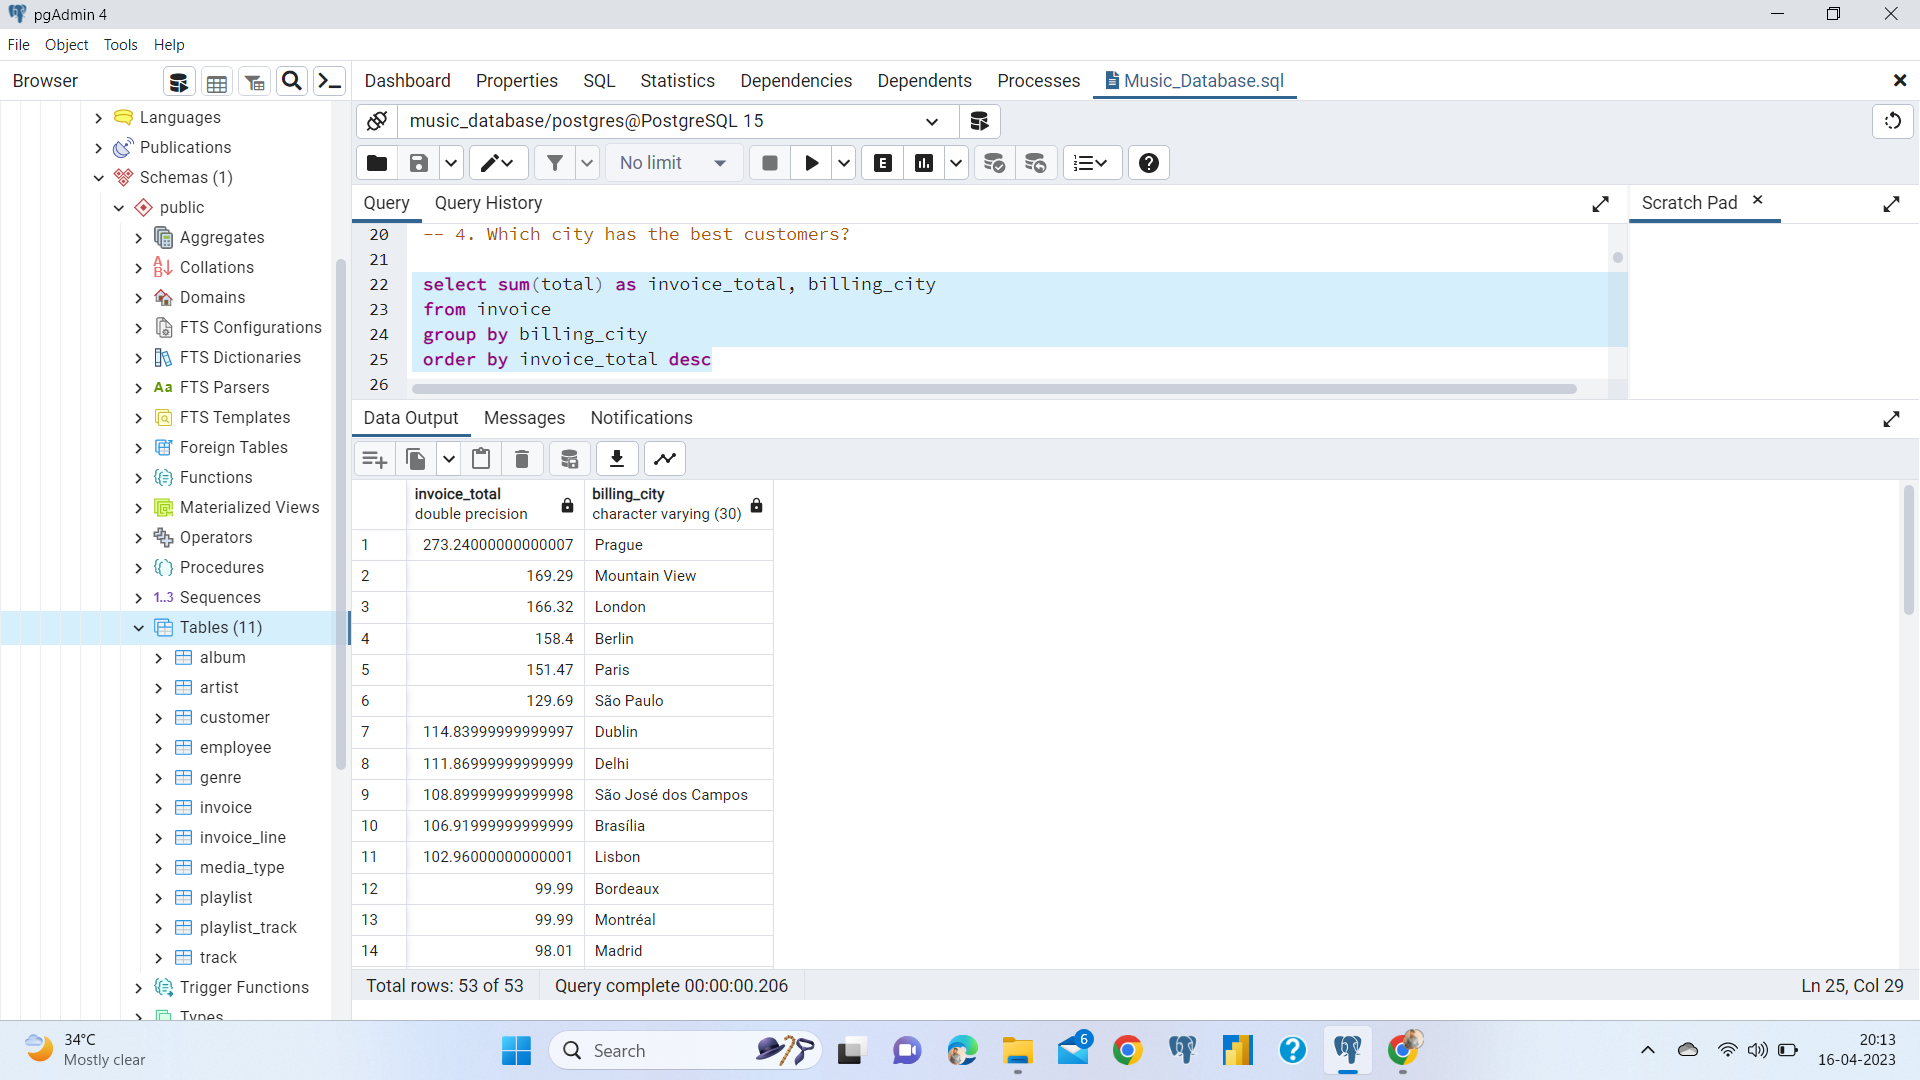 pgAdmin 4
File Object Tools Help
Browser
Dashboard Properties SQL Statistics Dependencies Dependents Processes Music_Database.sql
music_database/postgres@PostgreSQL 15
No limit
E
Query Query History
Scratch Pad
Languages
Publications
Schemas (1)
public
Aggregates
Collations
Domains
FTS Configurations
FTS Dictionaries
Aa FTS Parsers
FTS Templates
Foreign Tables
Functions
Materialized Views
Operators
Procedures
1..3 Sequences
Tables (11)
album
artist
customer
employee
genre
invoice
invoice_line
media_type
playlist
playlist_track
track
Trigger Functions
Types
20 -- 4. Which city has the best customers?
21
22 select sum(total) as invoice_total, billing_city
23 from invoice
24 group by billing_city
25 order by invoice_total desc
26
Data Output Messages Notifications
invoice_total billing_city
double precision character varying (30)
1 273.24000000000007 Prague
2 169.29 Mountain View
3 166.32 London
4 158.4 Berlin
5 151.47 Paris
6 129.69 São Paulo
7 114.83999999999997 Dublin
8 111.86999999999999 Delhi
9 108.89999999999998 São José dos Campos
10 106.91999999999999 Brasília
11 102.96000000000001 Lisbon
12 99.99 Bordeaux
13 99.99 Montréal
14 98.01 Madrid
Total rows: 53 of 53 Query complete 00:00:00.206 Ln 25, Col 29
34°C
Mostly clear
Search
6
20:13
16-04-2023